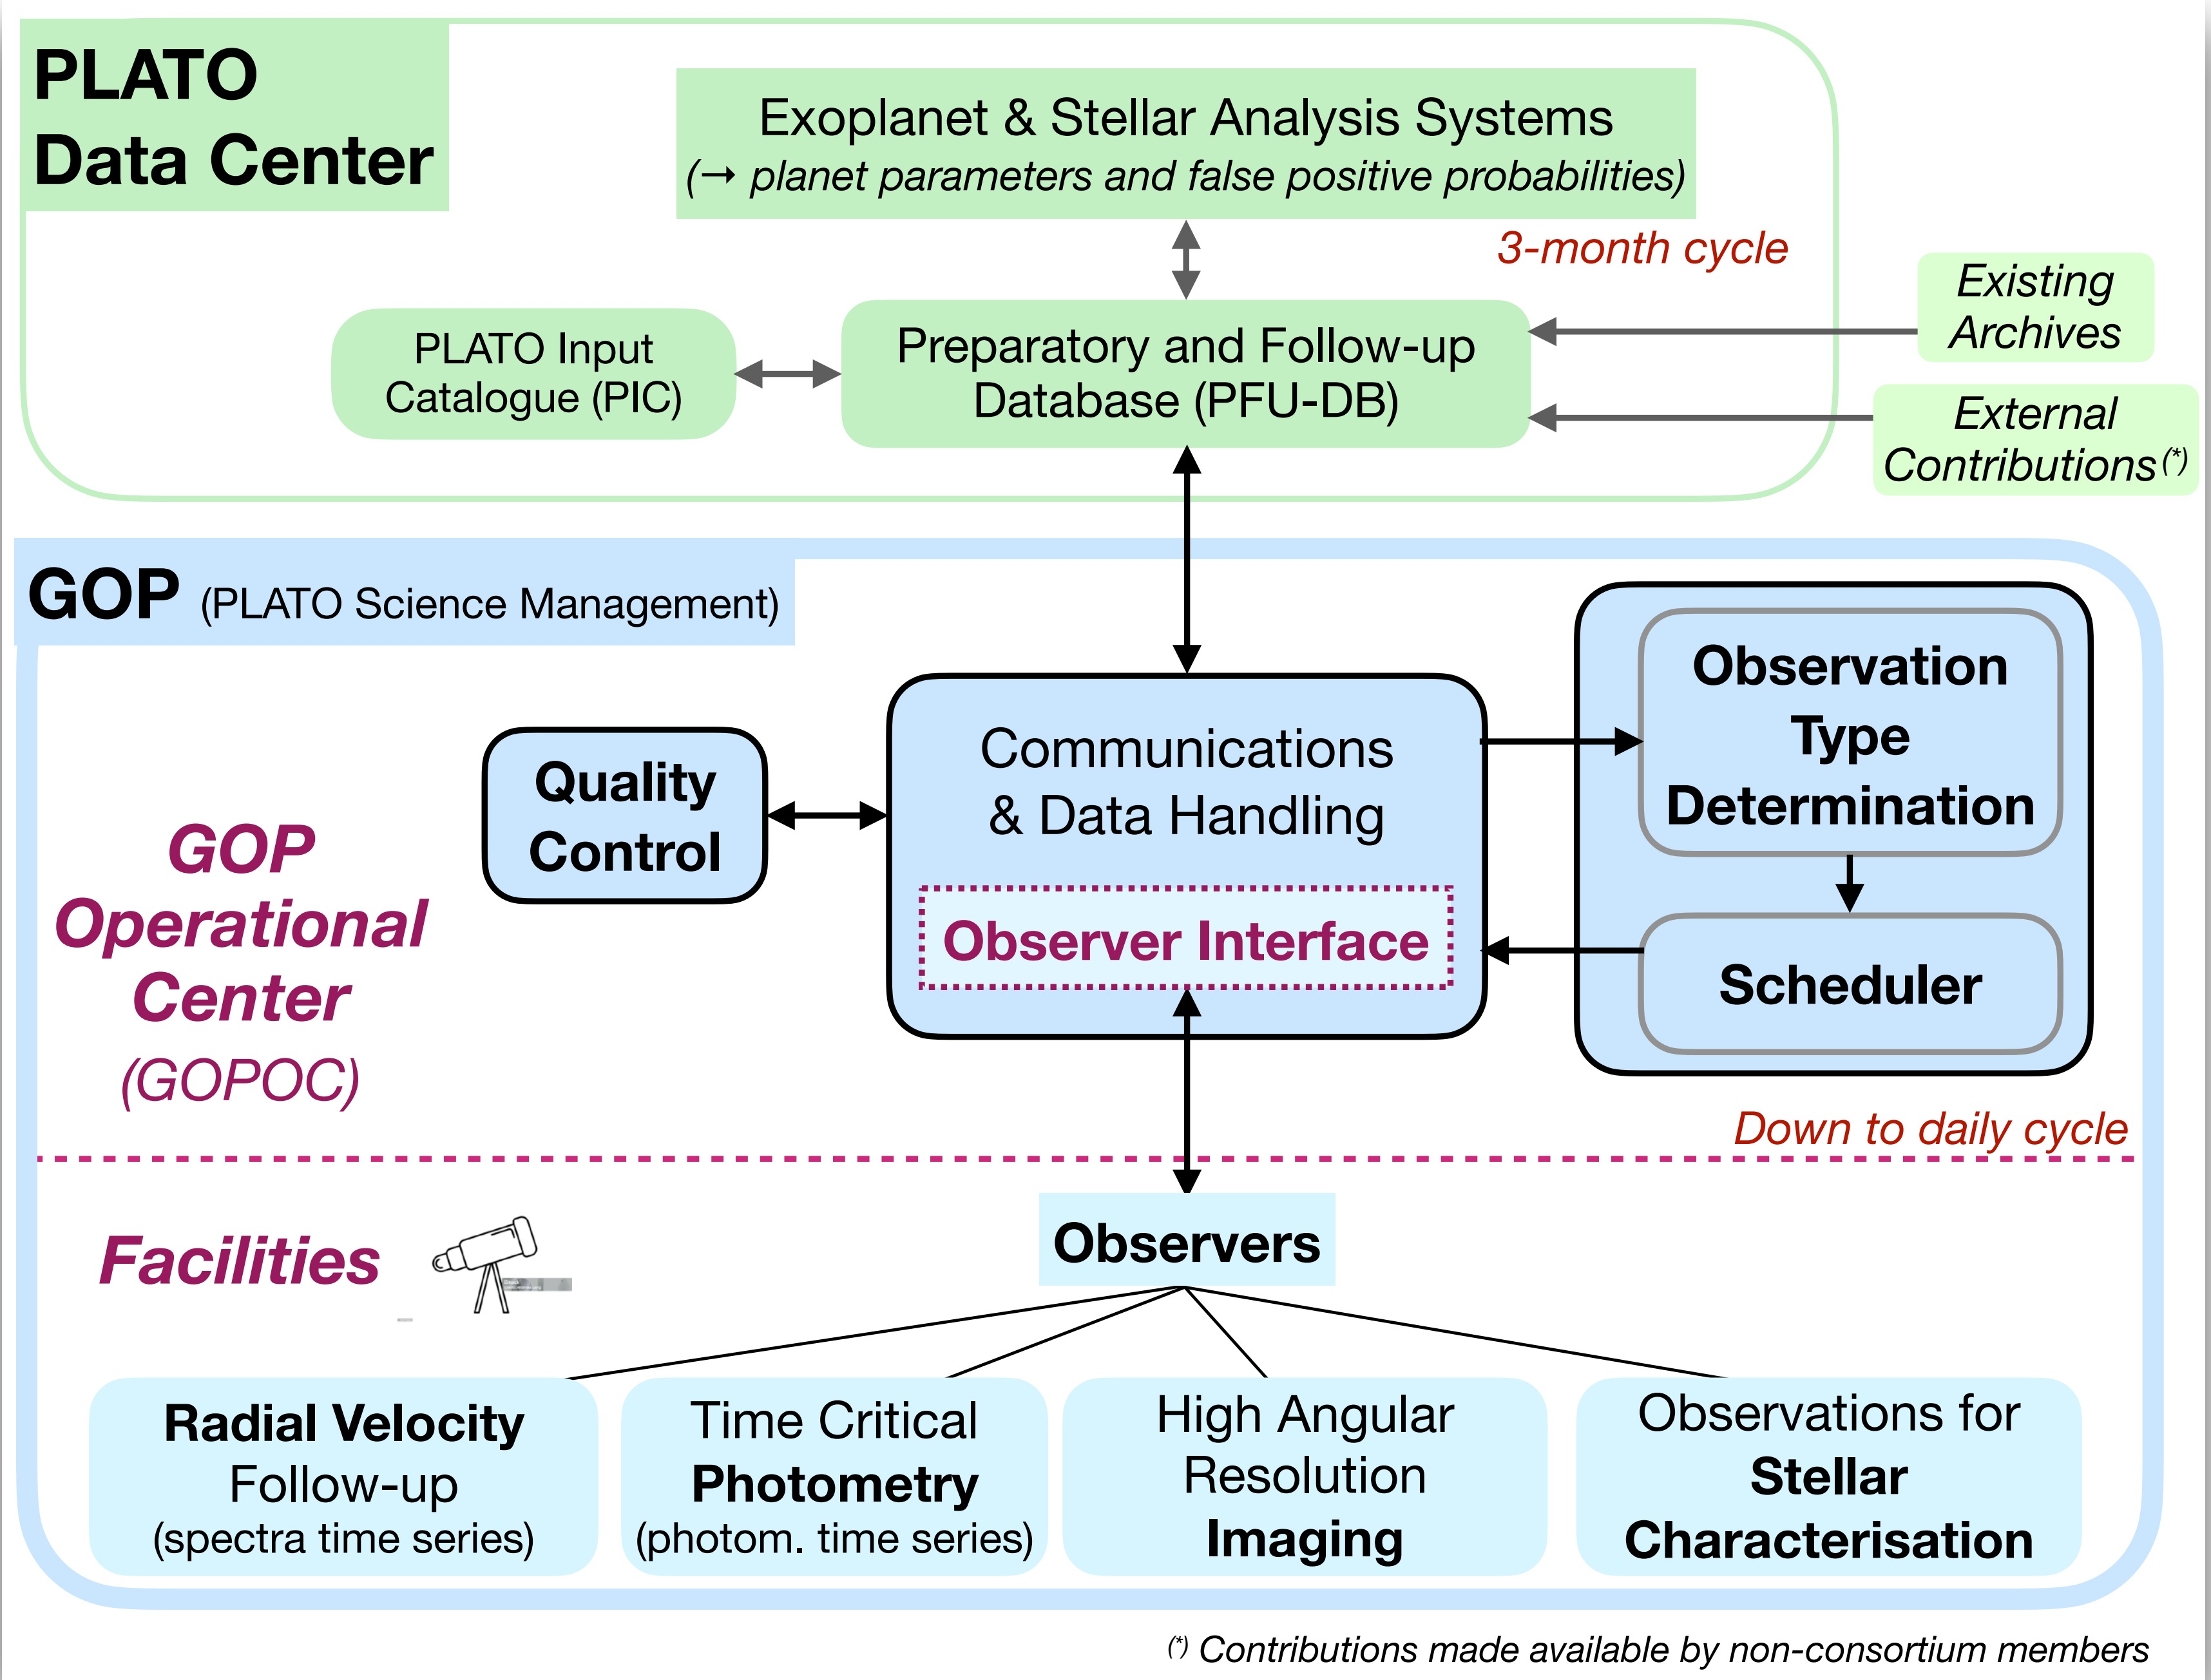 PLATO
Data Center
Exoplanet & Stellar Analysis Systems
(→ planet parameters and false positive probabilities)
3-month cycle
Existing
Archives
PLATO Input
Catalogue (PIC)
Preparatory and Follow-up
Database (PFU-DB)
External
Contributions(*)
GOP (PLATO Science Management)
Quality
Control
Communications
& Data Handling
Observer Interface
Observation
Type
Determination
Scheduler
GOP
Operational
Center
(GOPOC)
Down to daily cycle
Facilities
Observers
Radial Velocity
Follow-up
(spectra time series)
Time Critical
Photometry
(photom. time series)
High Angular
Resolution
Imaging
Observations for
Stellar
Characterisation
(*) Contributions made available by non-consortium members